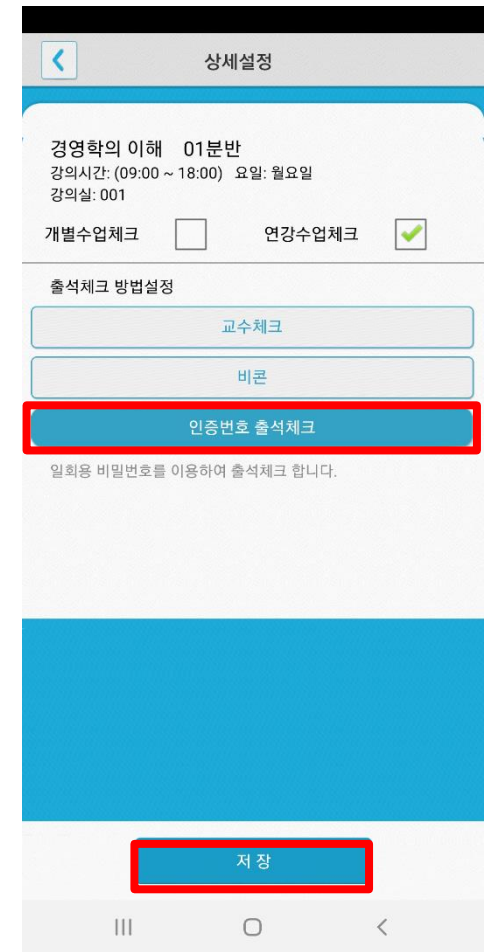 상세설정
경영학의 이해 01분반
강의시간: (09:00 ~ 18:00) 요일: 월요일
강의실: 001
개별수업체크 연강수업체크
출석체크 방법설정
교수체크
비콘
인증번호 출석체크
일회용 비밀번호를 이용하여 출석체크 합니다.
저 장